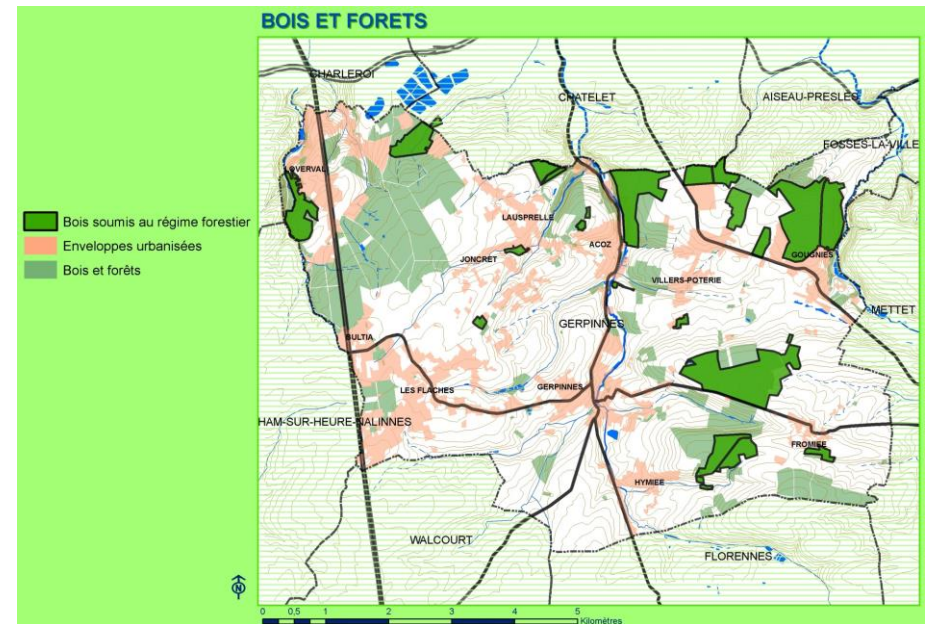 BOIS ET FORETS
CHARLEROI
CHATELET
AISEAU-PRESLES
FOSSES-LA-VILLE
OVERVAL
Bois soumis au régime forestier
Enveloppes urbanisées
Bois et forêts
LAUSPRELLE
ACOZ
JONCRET
GOUGNIES
VILLERS-POTERIE
METTET
GERPINNES
BULTIA
LES FLACHES
GERPINNES
HAM-SUR-HEURE-NALINNES
FROMIEE
HYMIEE
WALCOURT
FLORENNES
N
0 0,5 1 2 3 4 5
Kilomètres